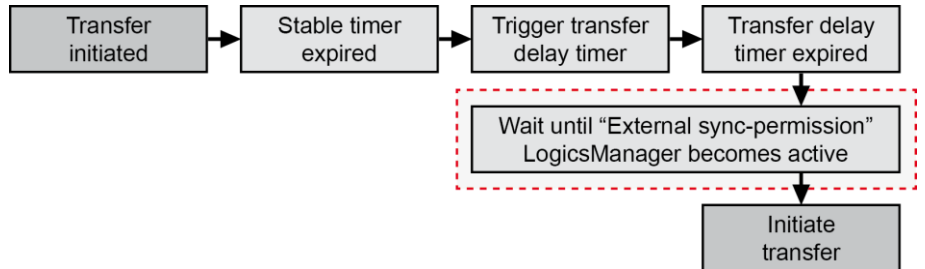 Transfer
initiated
Stable timer
expired
Trigger transfer
delay timer
Transfer delay
timer expired
Wait until “External sync-permission”
LogicsManager becomes active
Initiate
transfer